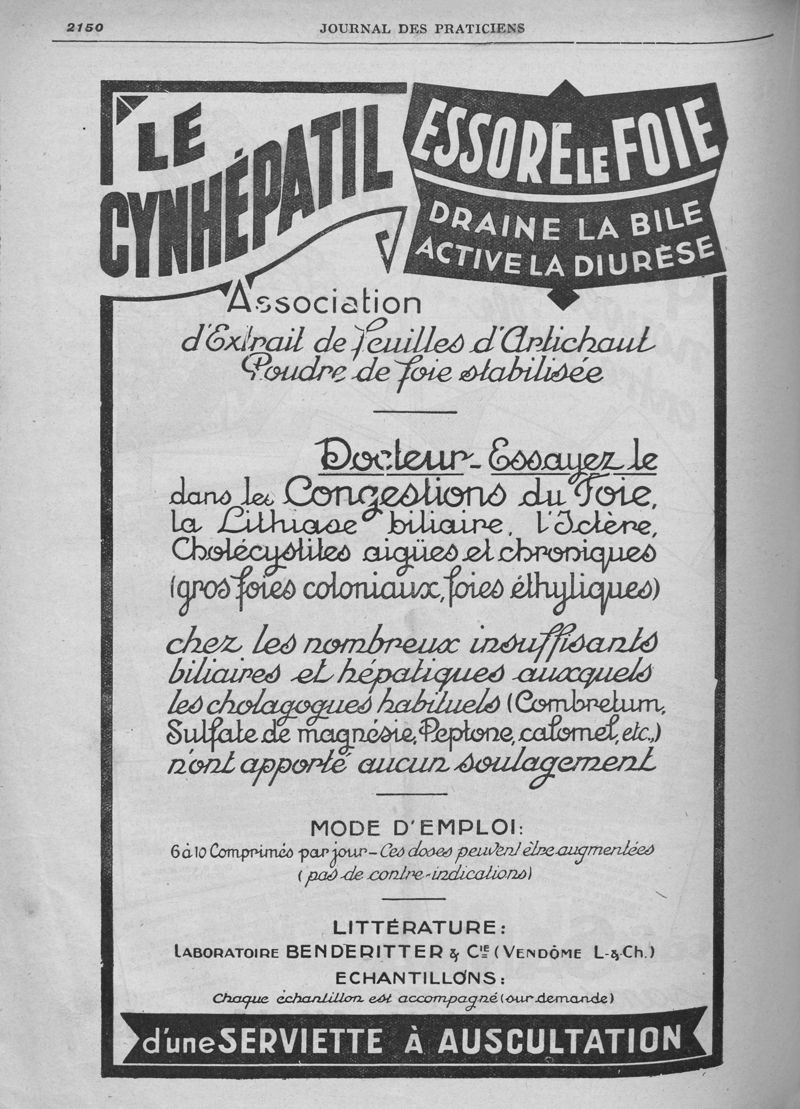 2150
JOURNAL DES PRATICIENS
LE
CYNHÉPATIL
ESSORE LE FOIE
DRAINE LA BILE
ACTIVE LA DIURÈSE
Association
d'Extrait de feuilles d'Artichaut
Poudre de foie stabilisée
Docteur - Essayez le
dans les Congestions du Foie,
la Lithiase biliaire, l'Ictère,
Cholécystites aigües et chroniques
(gros foies coloniaux, foies éthyliques)
chez les nombreux insuffisants
biliaires et hépatiques auxquels
les cholagogues habituels (Combretum,
Sulfate de magnésie, Peptone, calomel, etc.,)
n'ont apporté aucun soulagement
MODE D'EMPLOI:
6 à 10 Comprimés par jour - Ces doses peuvent être augmentées
(pas de contre-indications)
LITTÉRATURE:
LABORATOIRE BENDERITTER & CIE (VENDÔME L-&-Ch.)
ECHANTILLONS:
Chaque échantillon est accompagné (sur demande)
d'une SERVIETTE À AUSCULTATION